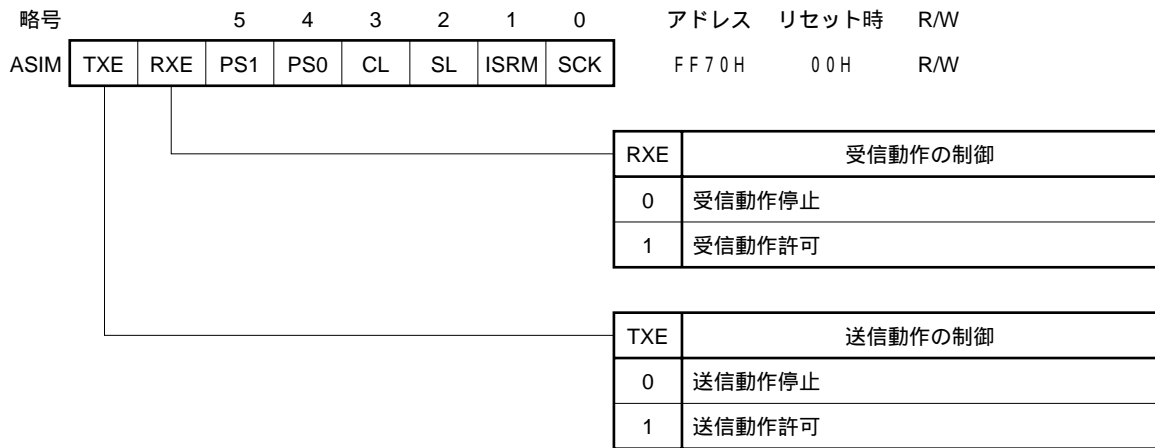 略号 5 4 3 2 1 0 アドレス リセット時 R/W
ASIM TXE RXE PS1 PS0 CL SL ISRM SCK FF70H 00H R/W
RXE 受信動作の制御
0 受信動作停止
1 受信動作許可
TXE 送信動作の制御
0 送信動作停止
1 送信動作許可